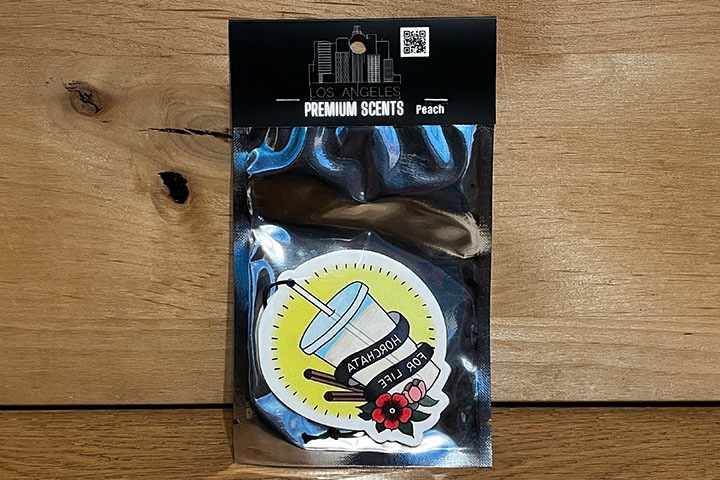 LOS ANGELES
PREMIUM SCENTS Peach
HORCHATA
FOR LIFE